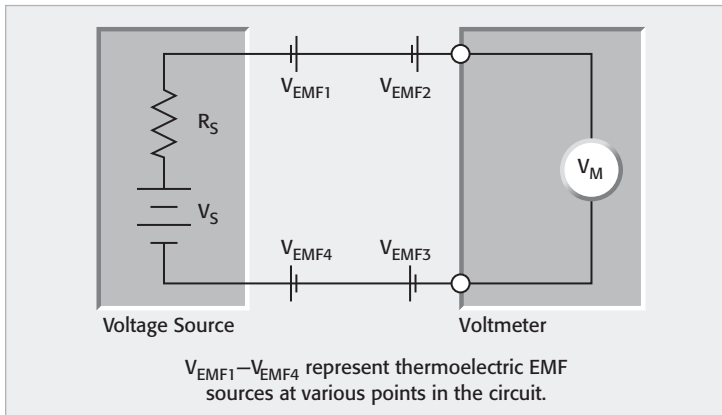 V_EMF1
V_EMF2
R_S
V_M
V_S
V_EMF4
V_EMF3
Voltage Source
Voltmeter
V_EMF1–V_EMF4 represent thermoelectric EMF
sources at various points in the circuit.